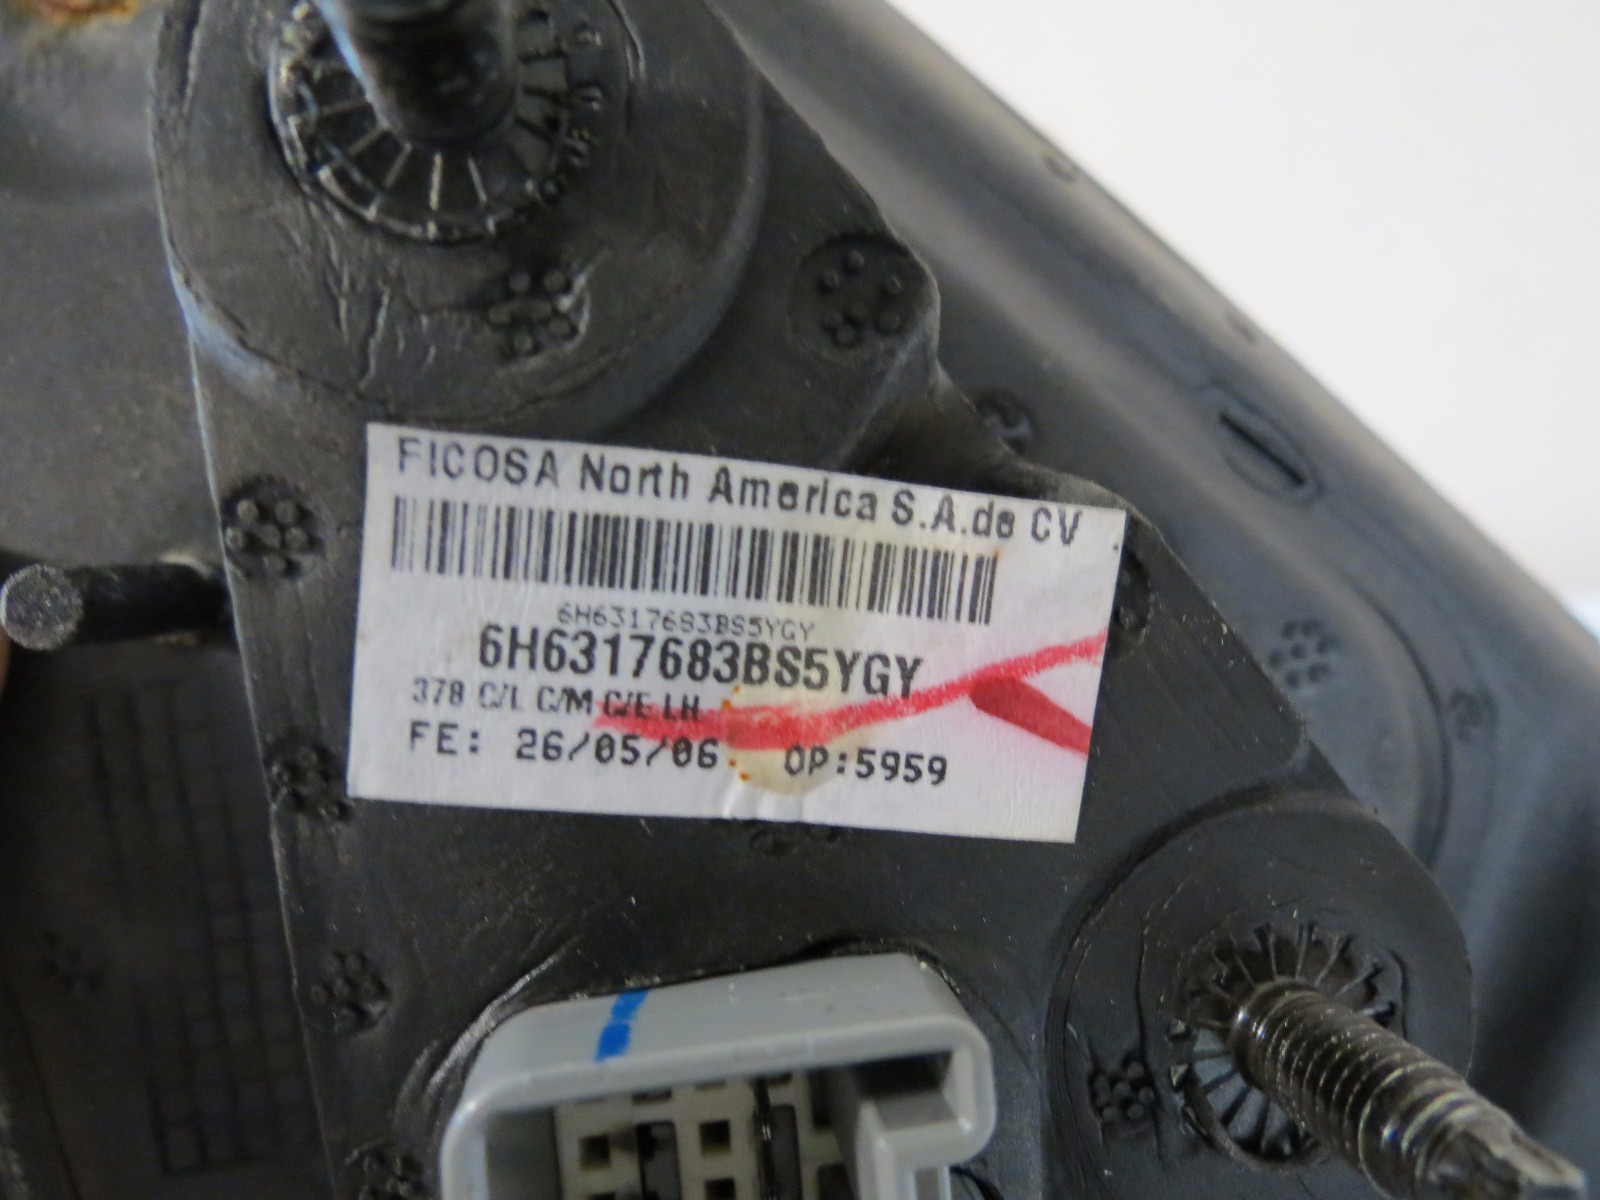 FICOSA North America S.A.de CV
6H6317683BS5YGY
6H6317683BS5YGY
378 C/L C/M C/E LH
FE: 26/05/06 OP:5959